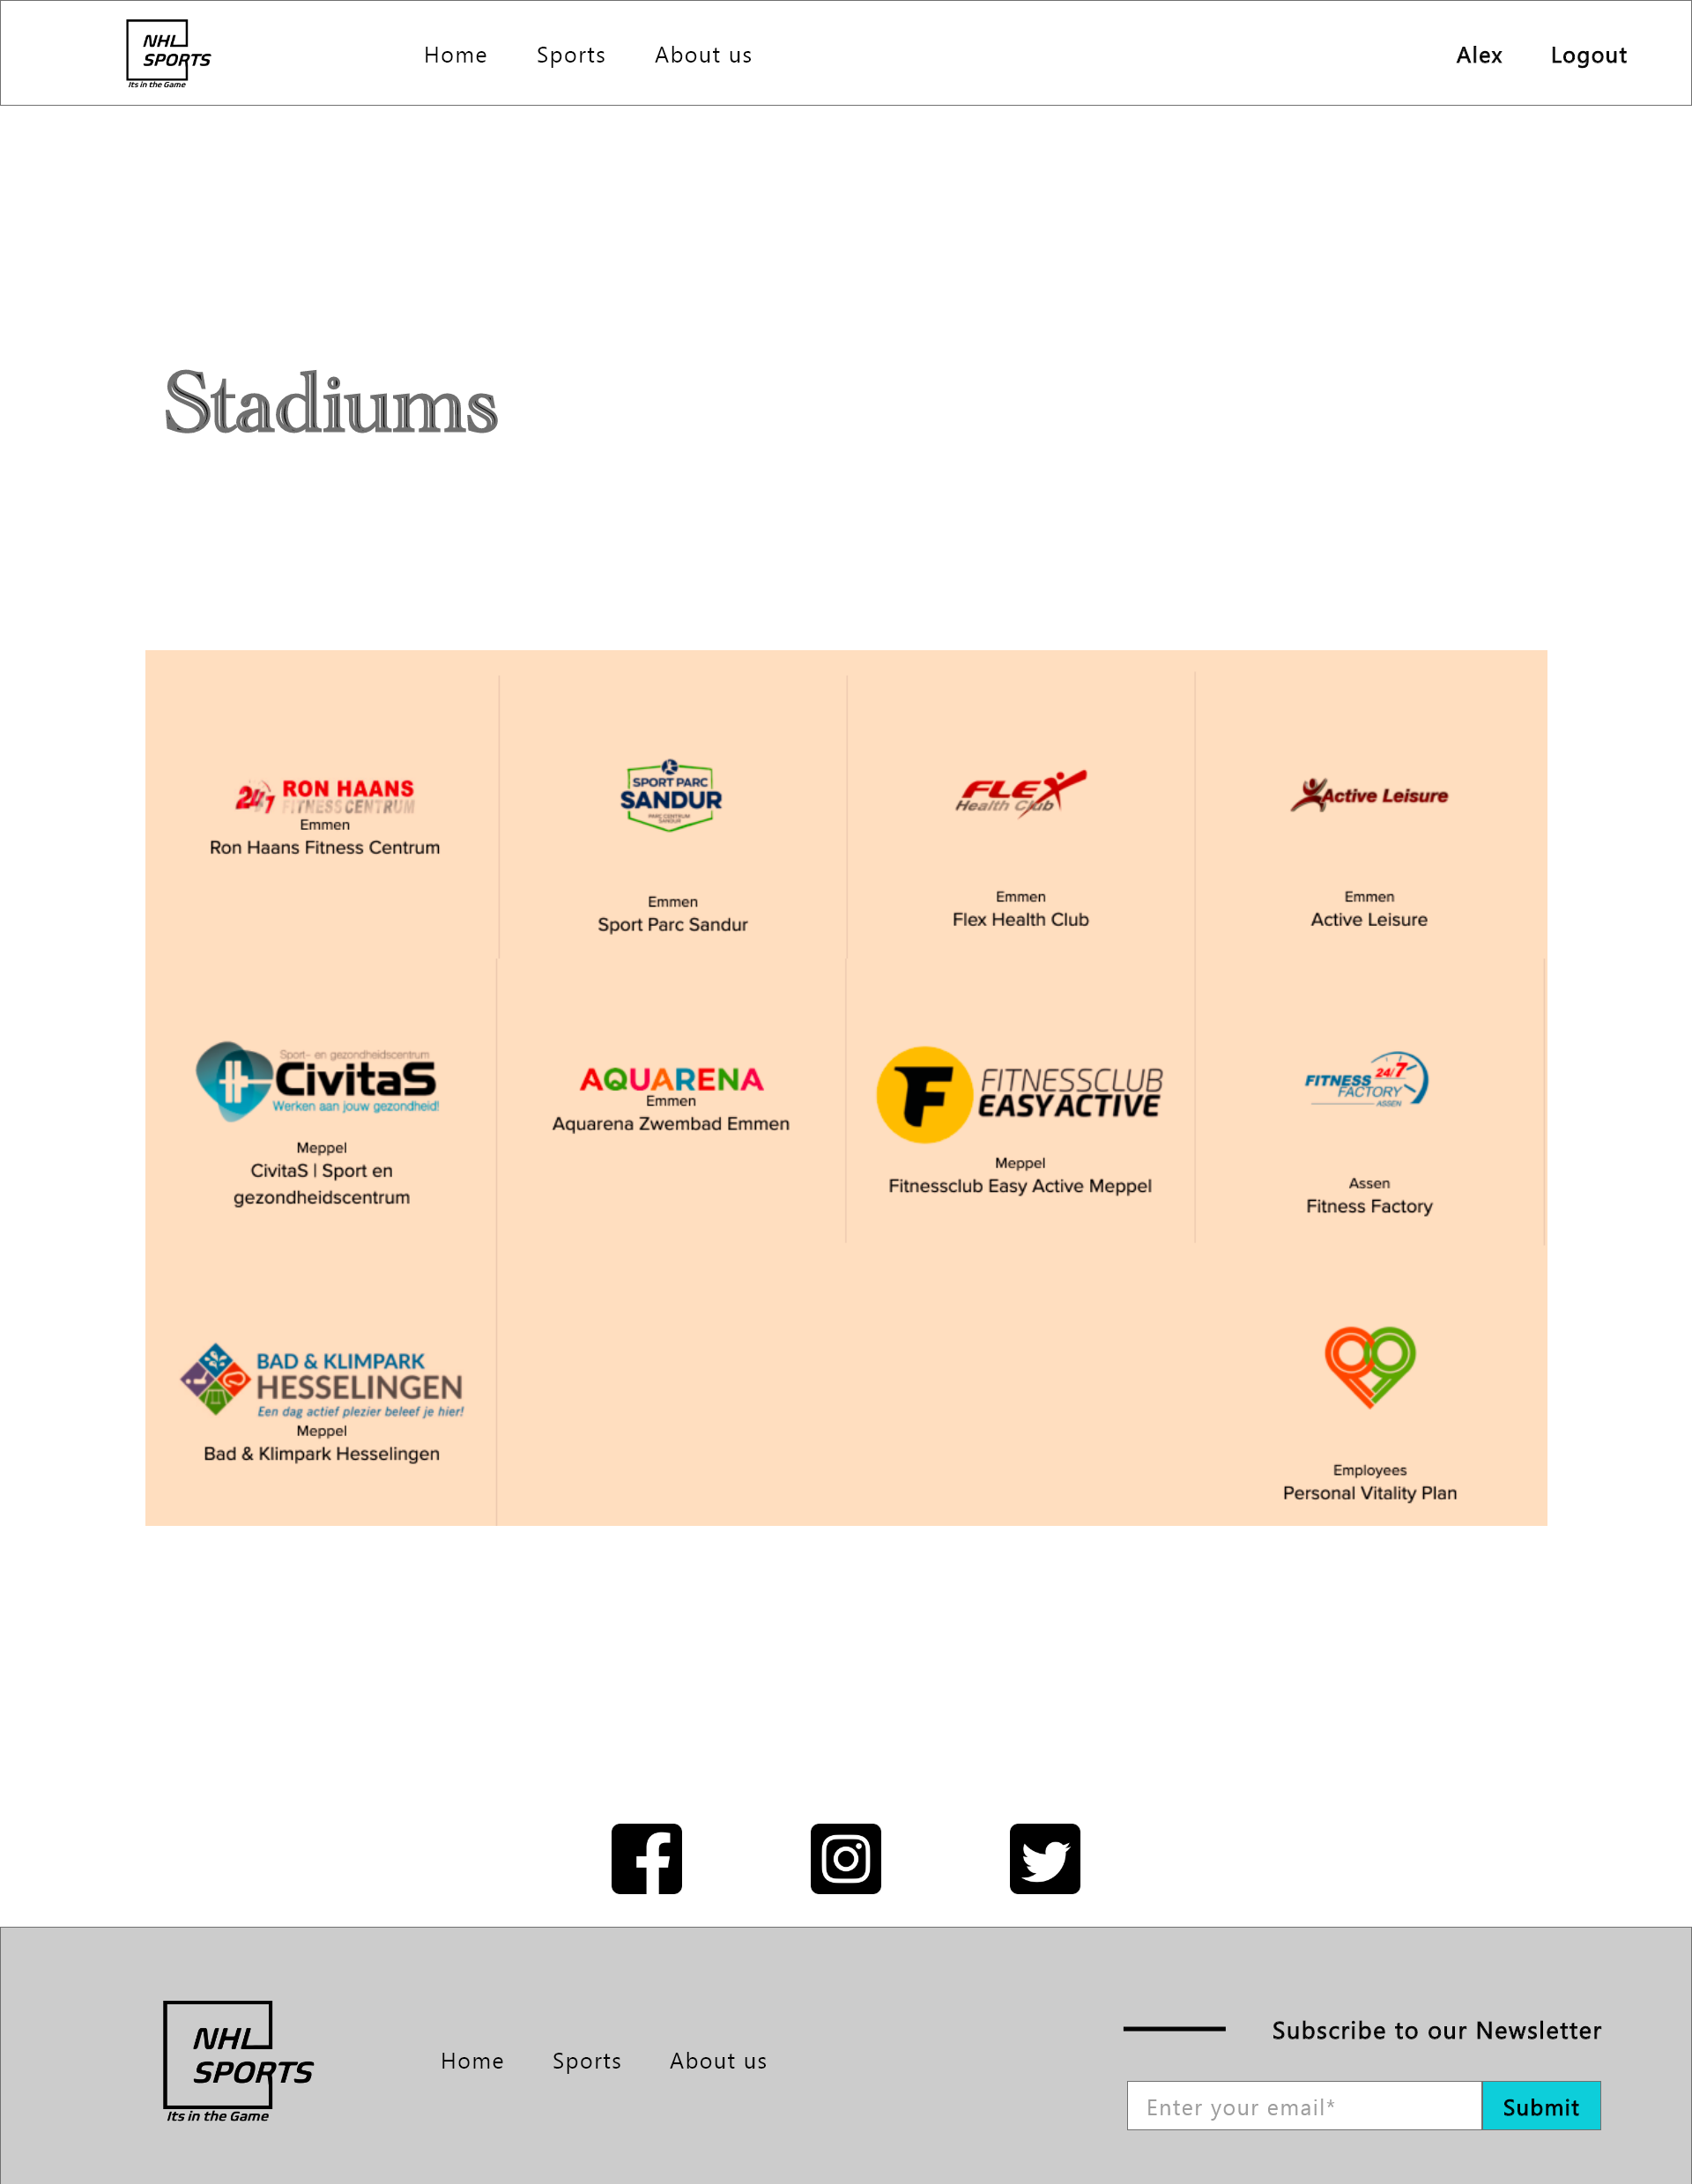 NHL
SPORTS
Its in the Game
Home Sports About us
Alex Logout
Stadiums
24/7 RON HAANS
FITNESS CENTRUM
Emmen
Ron Haans Fitness Centrum
SPORT PARC
SANDUR
PARC CENTRUM
SANDUR
Emmen
Sport Parc Sandur
FLEX
Health Club
Emmen
Flex Health Club
Active Leisure
Emmen
Active Leisure
Sport- en gezondheidscentrum
CivitaS
Werken aan jouw gezondheid!
Meppel
CivitaS | Sport en
gezondheidscentrum
AQUARENA
Emmen
Aquarena Zwembad Emmen
F FITNESSCLUB
EASYACTIVE
Meppel
Fitnessclub Easy Active Meppel
24/7
FITNESS
FACTORY
ASSEN
Assen
Fitness Factory
BAD & KLIMPARK
HESSELINGEN
Een dag actief plezier beleef je hier!
Meppel
Bad & Klimpark Hesselingen
Employees
Personal Vitality Plan
NHL
SPORTS
Its in the Game
Home Sports About us
Subscribe to our Newsletter
Enter your email*
Submit